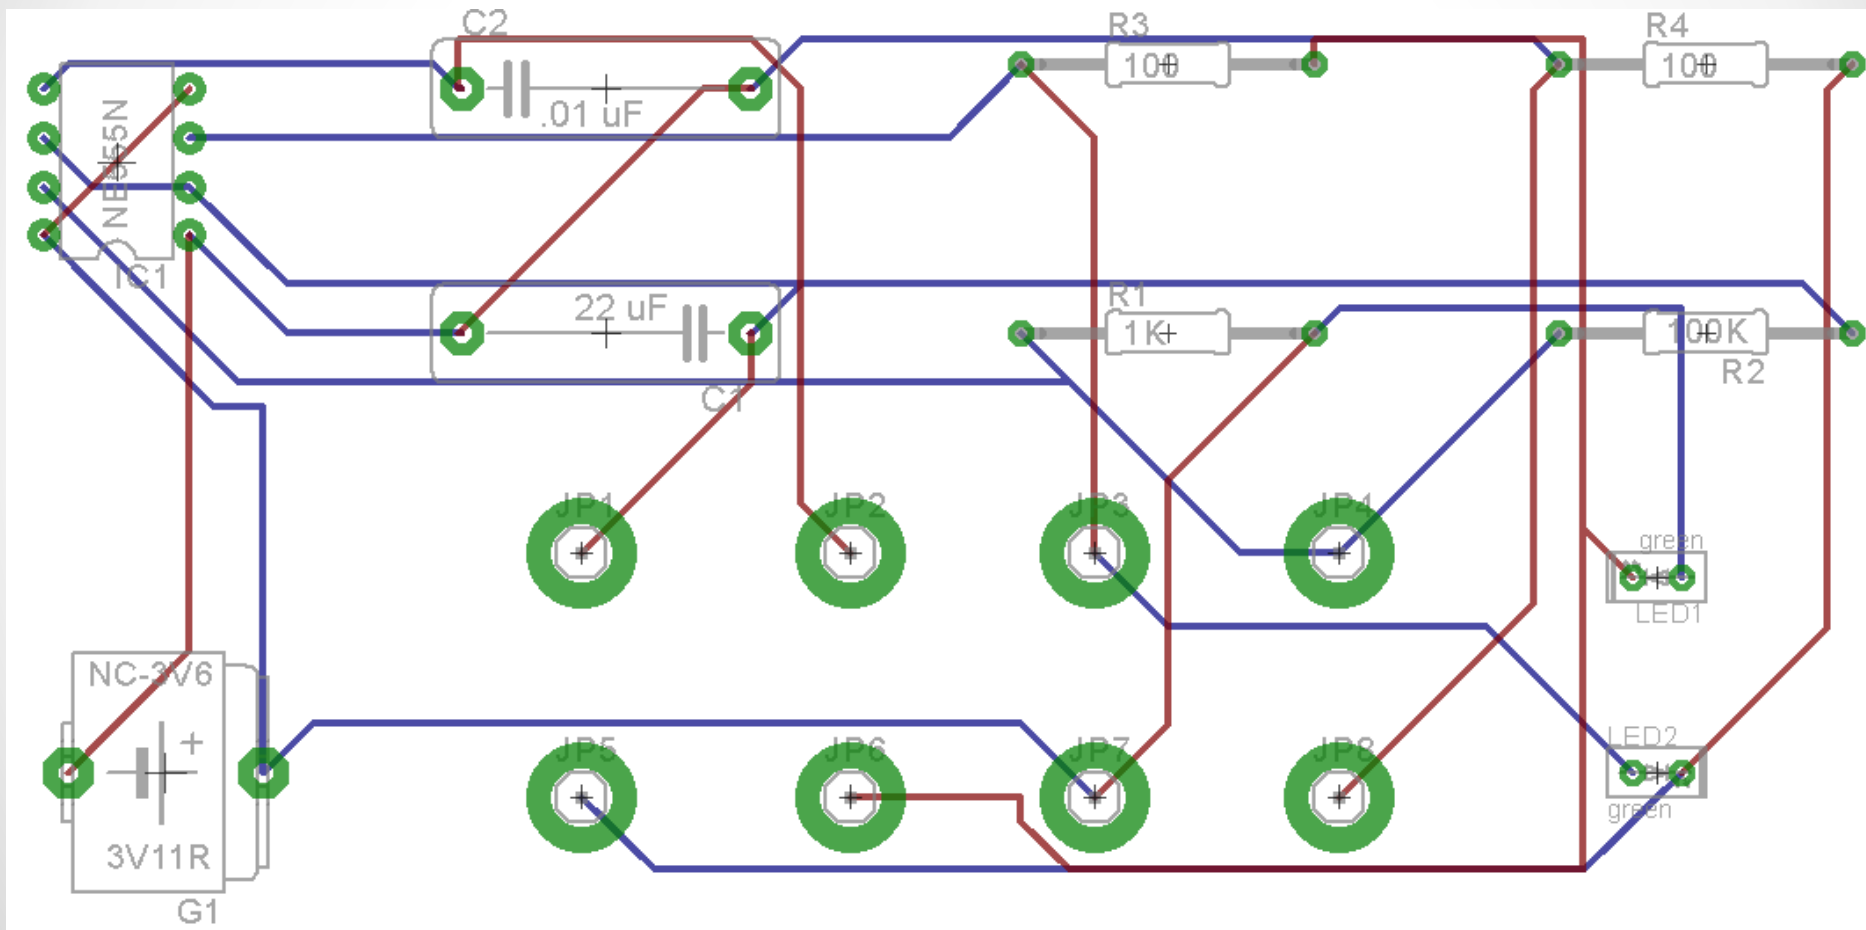 C2
R3
R4
100
100
.01 uF
NE555N
IC1
22 uF
R1
1K
100K
R2
C1
JP1
JP2
JP3
JP4
green
LED1
NC-3V6
+
JP5
JP6
JP7
JP8
LED2
green
3V11R
G1